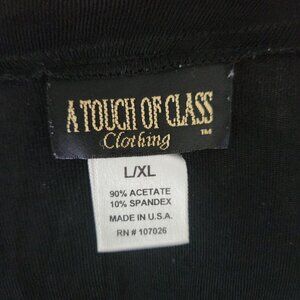 A TOUCH OF CLASS
Clothing ™
L/XL
90% ACETATE
10% SPANDEX
MADE IN U.S.A.
RN # 107026